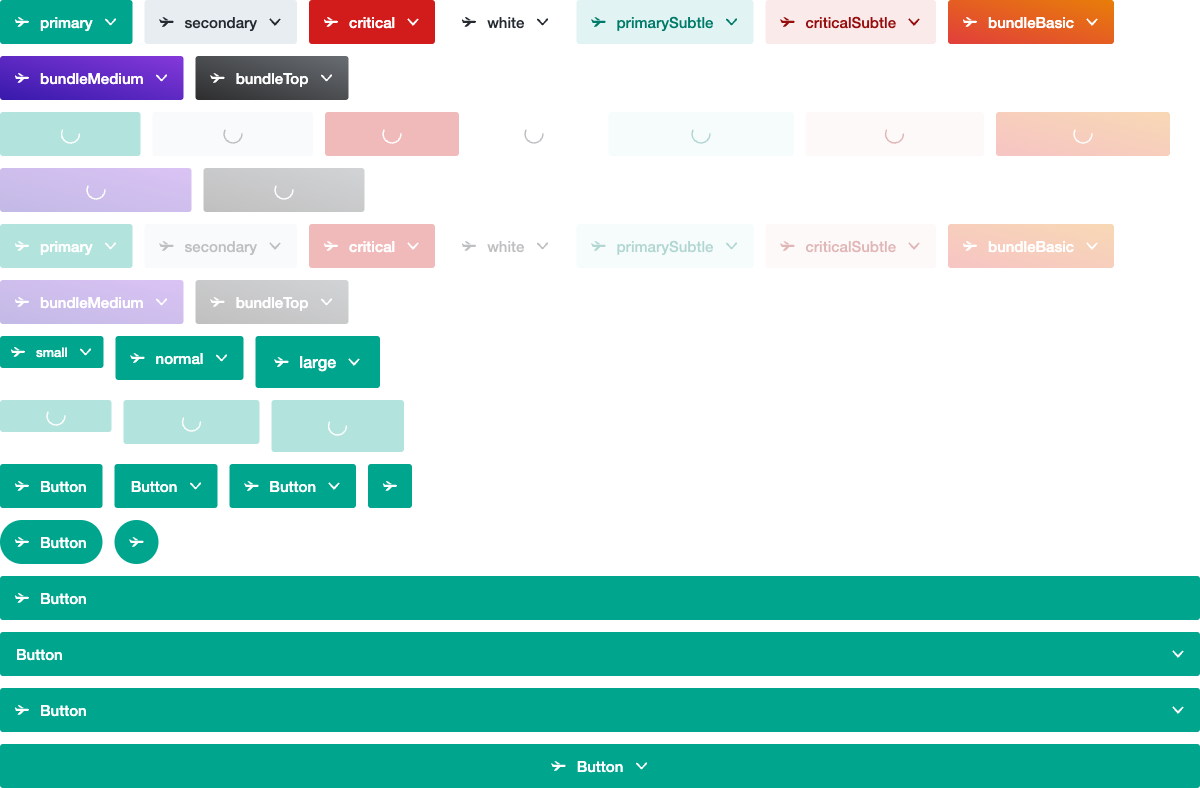 primary secondary critical white primarySubtle criticalSubtle bundleBasic
bundleMedium bundleTop
primary secondary critical white primarySubtle criticalSubtle bundleBasic
bundleMedium bundleTop
small normal large
Button Button Button
Button
Button
Button
Button
Button